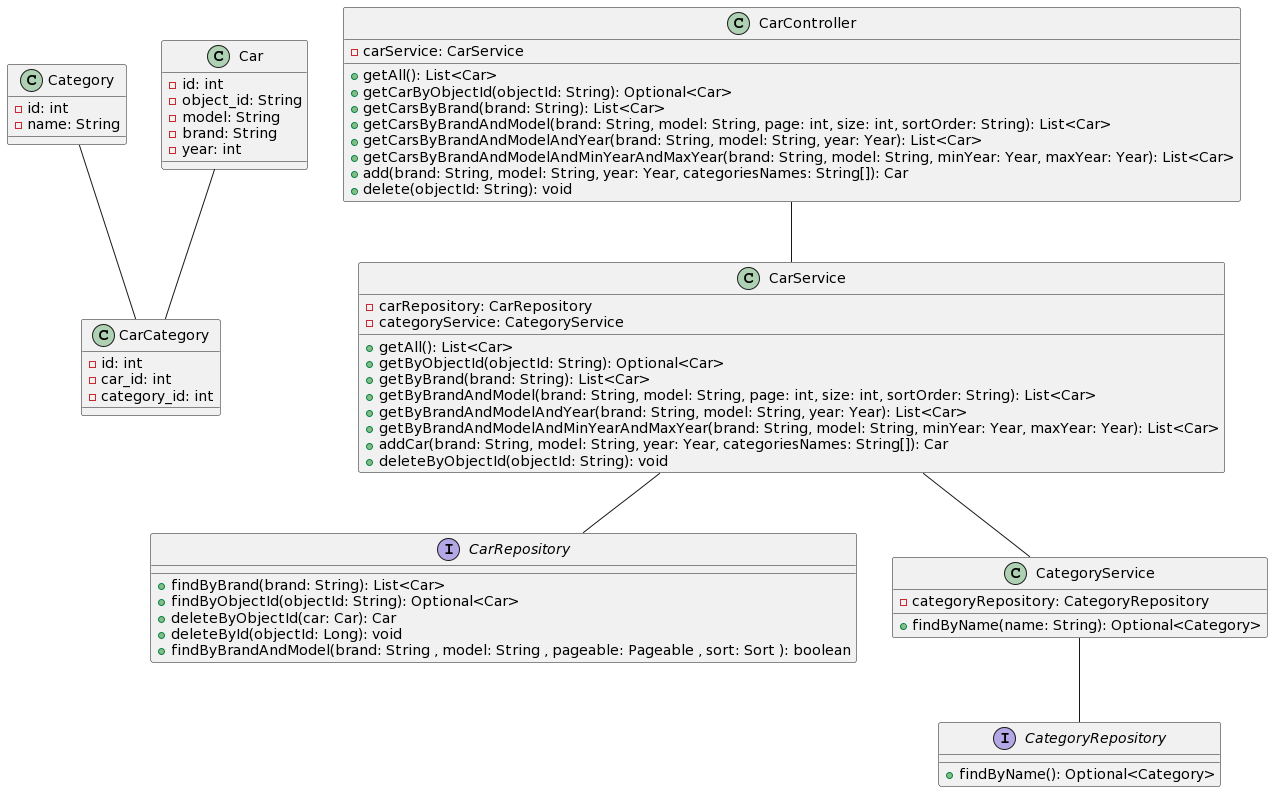 Category
id: int
name: String
Car
id: int
object_id: String
model: String
brand: String
year: int
CarCategory
id: int
car_id: int
category_id: int
CarController
carService: CarService
getAll(): List<Car>
getCarByObjectId(objectId: String): Optional<Car>
getCarsByBrand(brand: String): List<Car>
getCarsByBrandAndModel(brand: String, model: String, page: int, size: int, sortOrder: String): List<Car>
getCarsByBrandAndModelAndYear(brand: String, model: String, year: Year): List<Car>
getCarsByBrandAndModelAndMinYearAndMaxYear(brand: String, model: String, minYear: Year, maxYear: Year): List<Car>
add(brand: String, model: String, year: Year, categoriesNames: String[]): Car
delete(objectId: String): void
CarService
carRepository: CarRepository
categoryService: CategoryService
getAll(): List<Car>
getByObjectId(objectId: String): Optional<Car>
getByBrand(brand: String): List<Car>
getByBrandAndModel(brand: String, model: String, page: int, size: int, sortOrder: String): List<Car>
getByBrandAndModelAndYear(brand: String, model: String, year: Year): List<Car>
getByBrandAndModelAndMinYearAndMaxYear(brand: String, model: String, minYear: Year, maxYear: Year): List<Car>
addCar(brand: String, model: String, year: Year, categoriesNames: String[]): Car
deleteByObjectId(objectId: String): void
CarRepository
findByBrand(brand: String): List<Car>
findByObjectId(objectId: String): Optional<Car>
deleteByObjectId(car: Car): Car
deleteById(objectId: Long): void
findByBrandAndModel(brand: String , model: String , pageable: Pageable , sort: Sort ): boolean
CategoryService
categoryRepository: CategoryRepository
findByName(name: String): Optional<Category>
CategoryRepository
findByName(): Optional<Category>